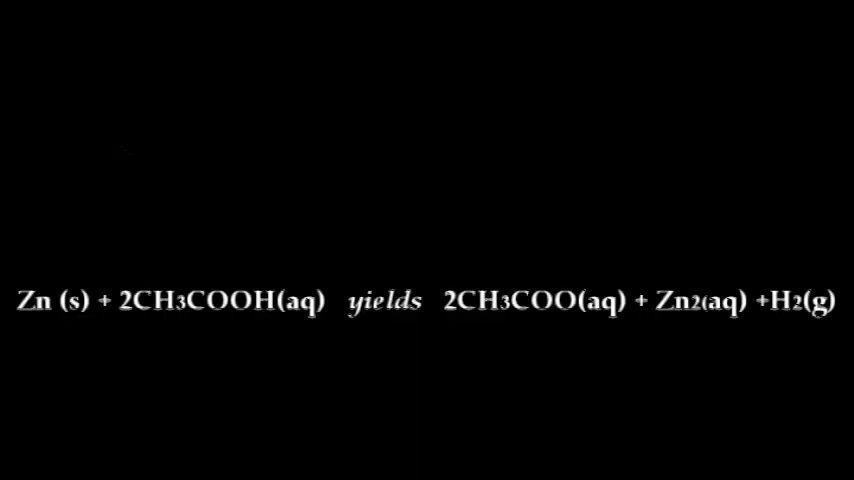 Zn (s) + 2CH3COOH(aq) yields 2CH3COO(aq) + Zn2(aq) +H2(g)